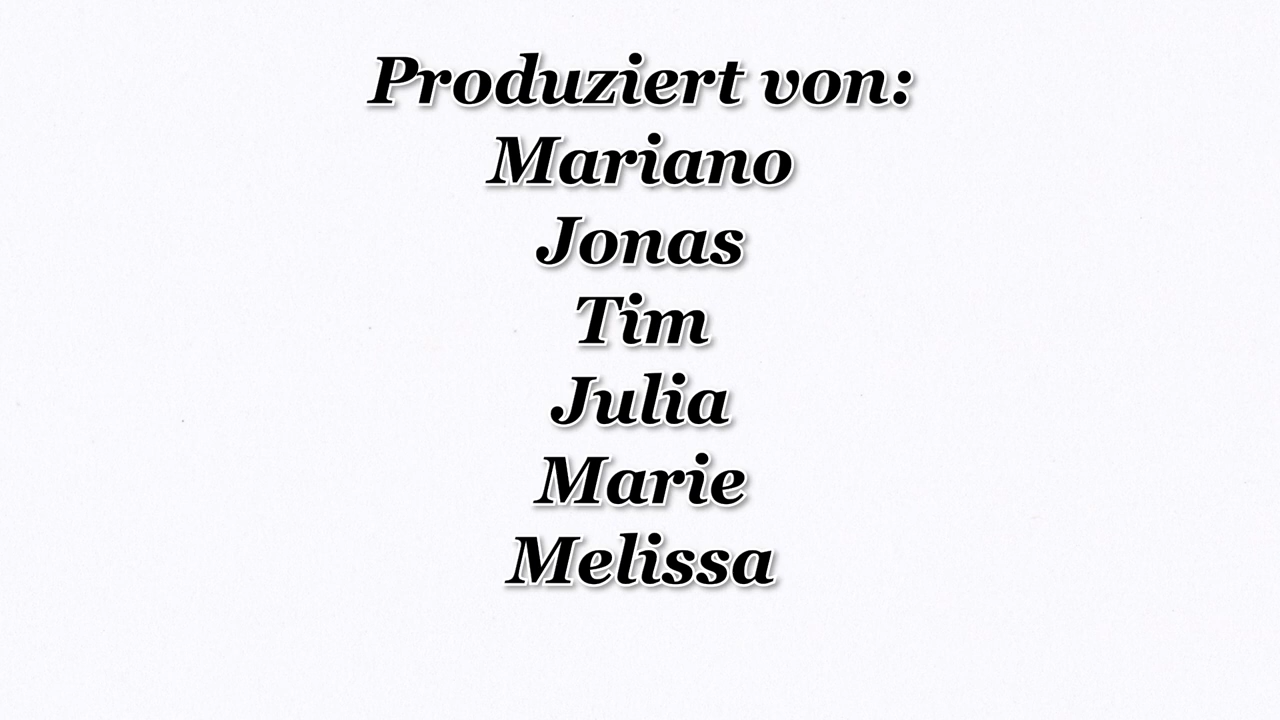 Produziert von:
Mariano
Jonas
Tim
Julia
Marie
Melissa